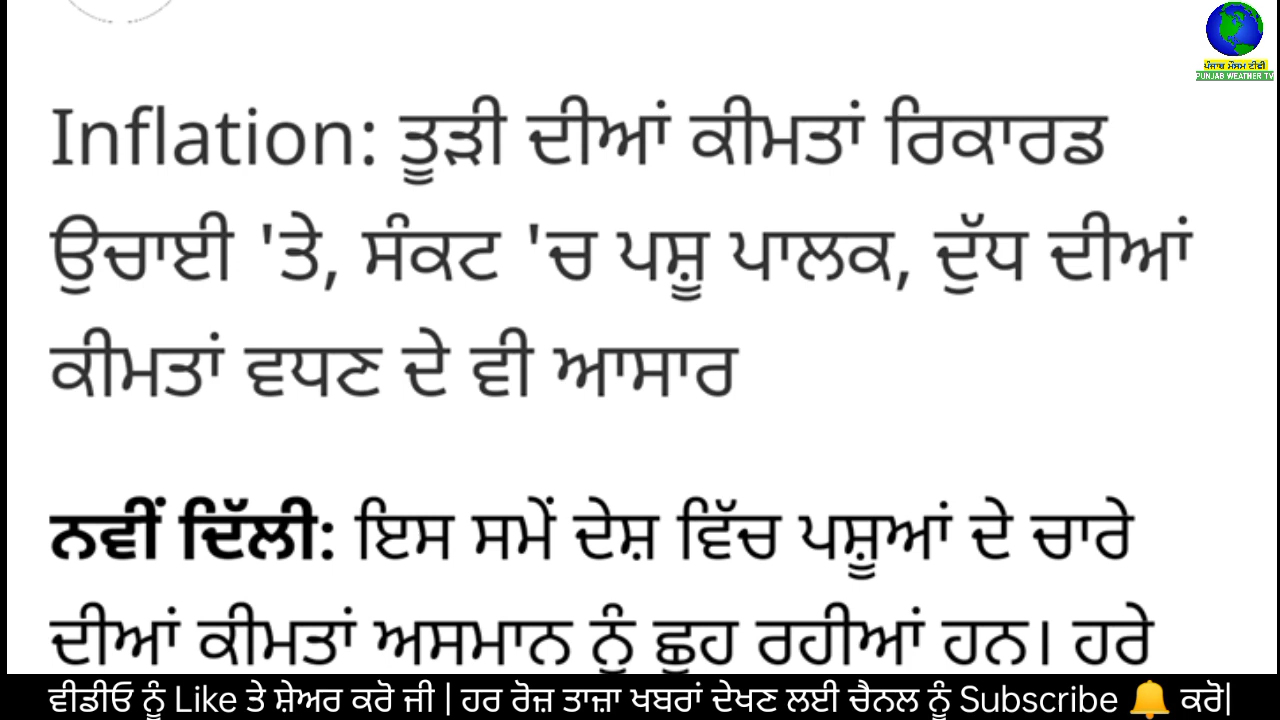 ਪੰਜਾਬ ਮੌਸਮ ਟੀਵੀ
PUNJAB WEATHER TV
Inflation: ਤੂੜੀ ਦੀਆਂ ਕੀਮਤਾਂ ਰਿਕਾਰਡ
ਉਚਾਈ 'ਤੇ, ਸੰਕਟ 'ਚ ਪਸ਼ੂ ਪਾਲਕ, ਦੁੱਧ ਦੀਆਂ
ਕੀਮਤਾਂ ਵਧਣ ਦੇ ਵੀ ਆਸਾਰ
ਨਵੀਂ ਦਿੱਲੀ: ਇਸ ਸਮੇਂ ਦੇਸ਼ ਵਿੱਚ ਪਸ਼ੂਆਂ ਦੇ ਚਾਰੇ
ਦੀਆਂ ਕੀਮਤਾਂ ਅਸਮਾਨ ਨੂੰ ਛੂਹ ਰਹੀਆਂ ਹਨ। ਹਰੇ
ਵੀਡੀਓ ਨੂੰ Like ਤੇ ਸ਼ੇਅਰ ਕਰੋ ਜੀ | ਹਰ ਰੋਜ਼ ਤਾਜ਼ਾ ਖਬਰਾਂ ਦੇਖਣ ਲਈ ਚੈਨਲ ਨੂੰ Subscribe 🔔 ਕਰੋ|